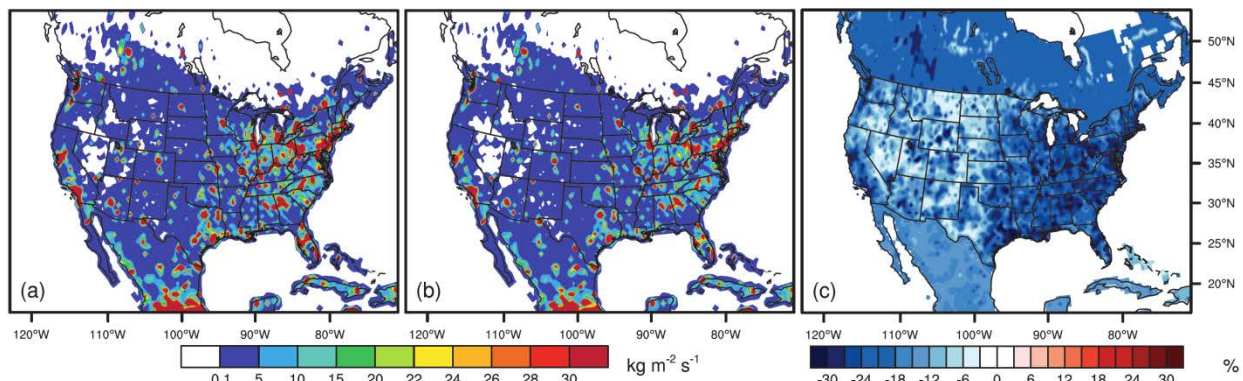 50°N
45°N
40°N
35°N
30°N
25°N
20°N
(a) (b) (c)
120°W 110°W 100°W 90°W 80°W 120°W 110°W 100°W 90°W 80°W 120°W 110°W 100°W 90°W 80°W
kg m⁻² s⁻¹ %
0.1 5 10 15 20 22 24 26 28 30 -30 -24 -18 -12 -6 0 6 12 18 24 30